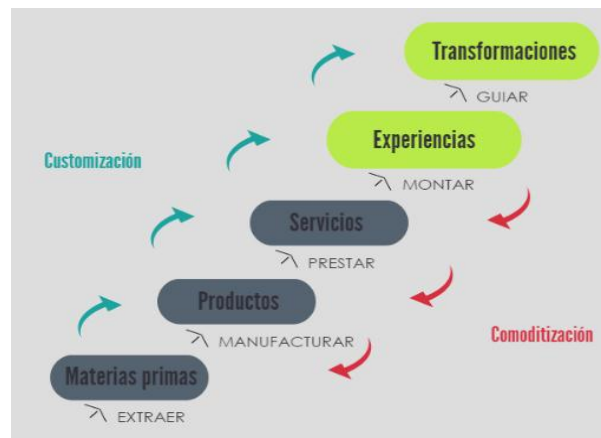 Transformaciones
GUIAR
Experiencias
MONTAR
Customización
Servicios
PRESTAR
Productos
MANUFACTURAR
Comoditización
Materias primas
EXTRAER